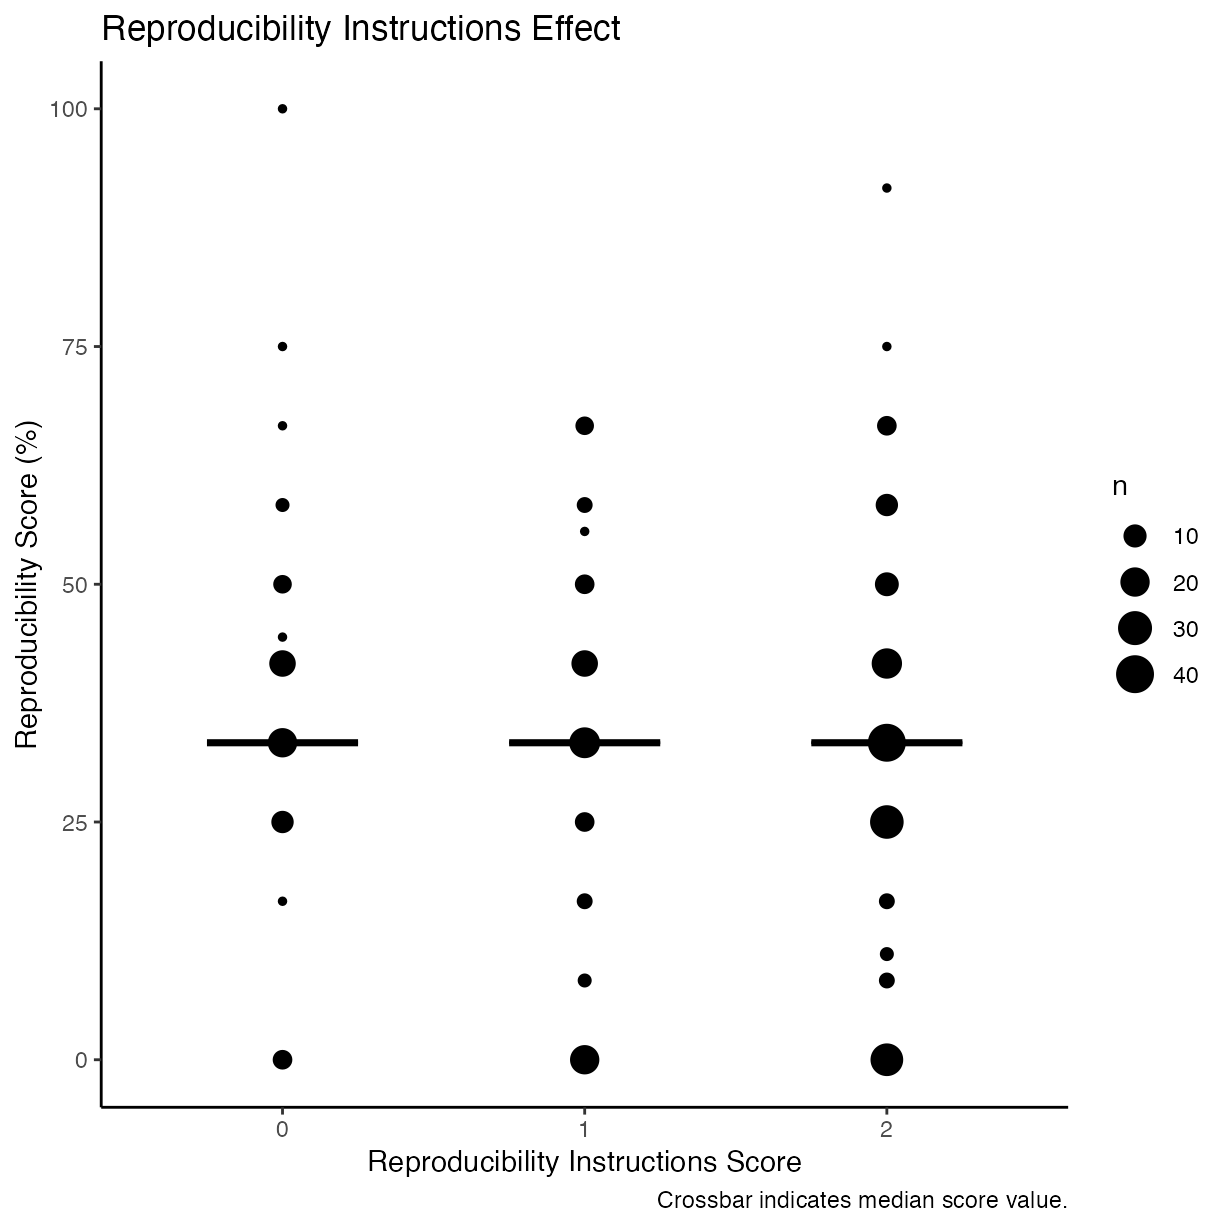 Reproducibility Instructions Effect
100
75
50
25
0
Reproducibility Score (%)
0 1 2
Reproducibility Instructions Score
Crossbar indicates median score value.
n
10
20
30
40